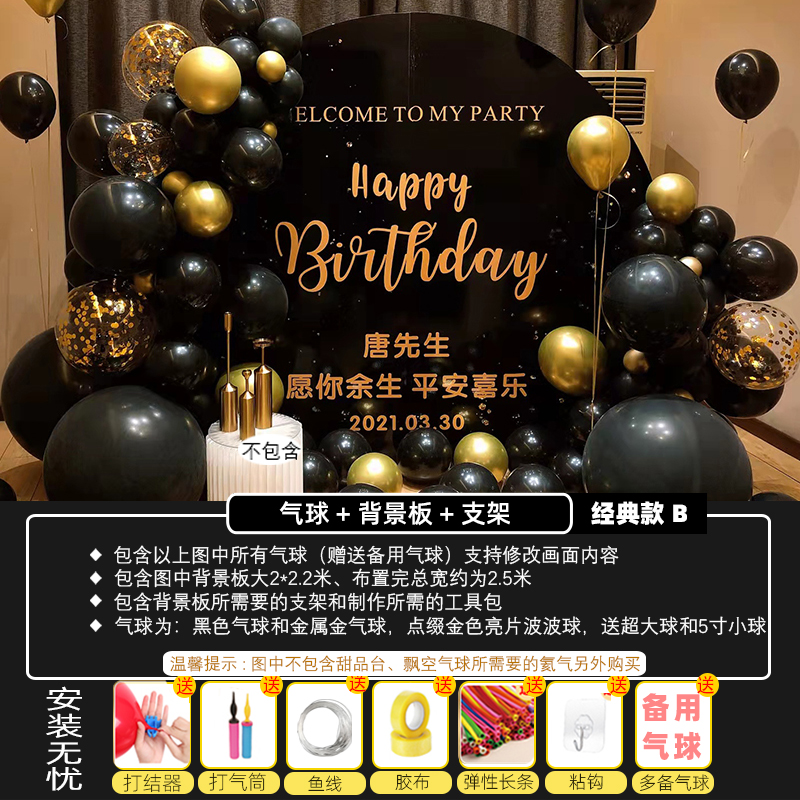 ELCOME TO MY PARTY
Happy
Birthday
唐先生
愿你余生 平安喜乐
2021.03.30
不包含
气球 + 背景板 + 支架
经典款 B
◆ 包含以上图中所有气球（赠送备用气球）支持修改画面内容
◆ 包含图中背景板大2*2.2米、布置完总宽约为2.5米
◆ 包含背景板所需要的支架和制作所需的工具包
◆ 气球为：黑色气球和金属金气球，点缀金色亮片波波球，送超大球和5寸小球
温馨提示 : 图中不包含甜品台、飘空气球所需要的氦气另外购买
安装无忧
送 送 送 送 送 送 送
备用
气球
打结器 打气筒 鱼线 胶布 弹性长条 粘钩 多备气球